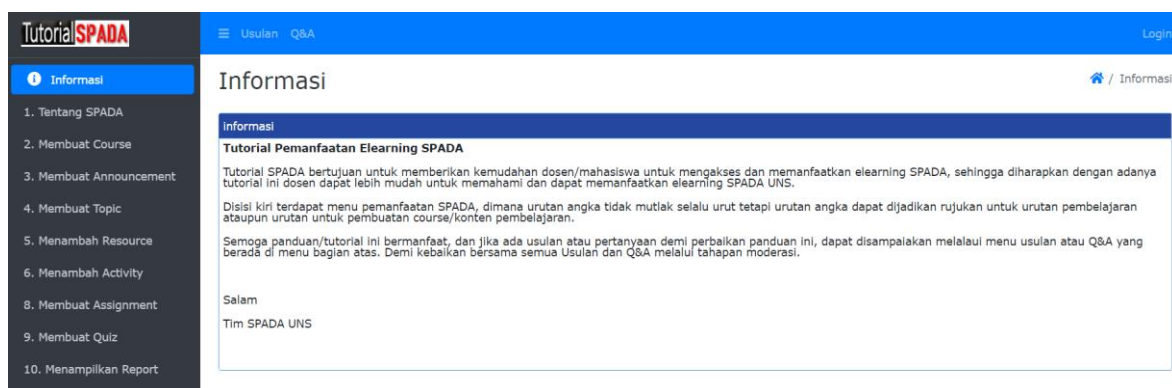 Tutorial SPADA
Usulan Q&A
Login
Informasi
1. Tentang SPADA
2. Membuat Course
3. Membuat Announcement
4. Membuat Topic
5. Menambah Resource
6. Menambah Activity
8. Membuat Assignment
9. Membuat Quiz
10. Menampilkan Report
Informasi
/ Informasi
informasi
Tutorial Pemanfaatan Elearning SPADA
Tutorial SPADA bertujuan untuk memberikan kemudahan dosen/mahasiswa untuk mengakses dan memanfaatkan elearning SPADA, sehingga diharapkan dengan adanya
tutorial ini dosen dapat lebih mudah untuk memahami dan dapat memanfaatkan elearning SPADA UNS.
Disisi kiri terdapat menu pemanfaatan SPADA, dimana urutan angka tidak mutlak selalu urut tetapi urutan angka dapat dijadikan rujukan untuk urutan pembelajaran
ataupun urutan untuk pembuatan course/konten pembelajaran.
Semoga panduan/tutorial ini bermanfaat, dan jika ada usulan atau pertanyaan demi perbaikan panduan ini, dapat disampaiakan melalaui menu usulan atau Q&A yang
berada di menu bagian atas. Demi kebaikan bersama semua Usulan dan Q&A melalui tahapan moderasi.
Salam
Tim SPADA UNS